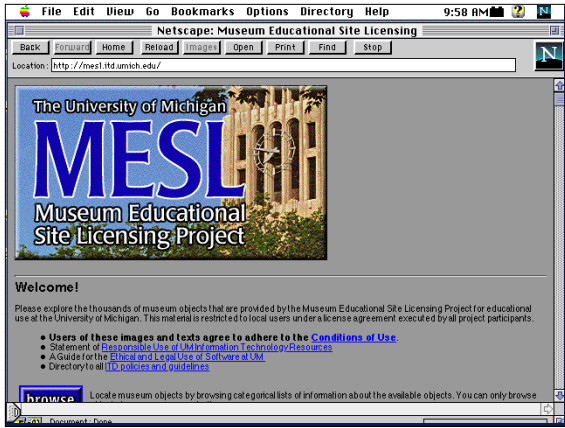 File Edit View Go Bookmarks Options Directory Help 9:58 AM
Netscape: Museum Educational Site Licensing
Back Forward Home Reload Images Open Print Find Stop
N
Location: http://mesl.itd.umich.edu/
The University of Michigan
MESL
Museum Educational
Site Licensing Project
Welcome!
Please explore the thousands of museum objects that are provided by the Museum Educational Site Licensing Project for educational
use at the University of Michigan. This material is restricted to local users under a license agreement executed by all project participants.
Users of these images and texts agree to adhere to the Conditions of Use.
Statement of Responsible Use of UM Information Technology Resources
A Guide for the Ethical and Legal Use of Software at UM
Directory to all ITD policies and guidelines
browse Locate museum objects by browsing categorical lists of information about the available objects. You can only browse
Document: Done